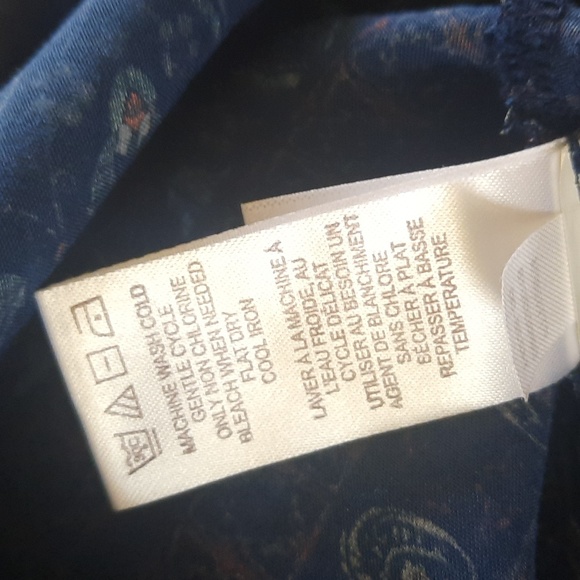 MACHINE WASH COLD
GENTLE CYCLE
ONLY NON CHLORINE
BLEACH WHEN NEEDED
FLAT DRY
COOL IRON
LAVER À LA MACHINE À
L'EAU FROIDE, AU
CYCLE DÉLICAT
UTILISER AU BESOIN UN
AGENT DE BLANCHIMENT
SANS CHLORE
SÉCHER À PLAT
REPASSER À BASSE
TEMPÉRATURE